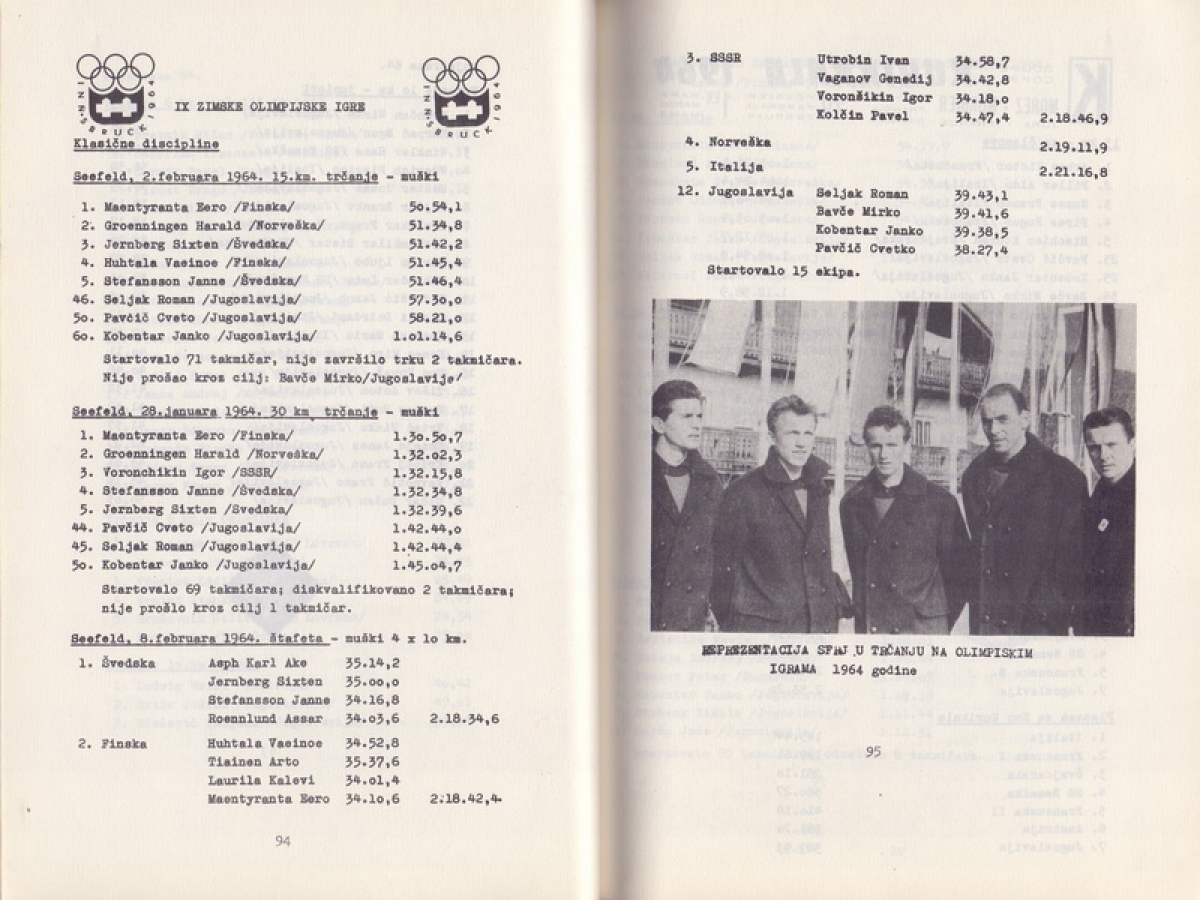 INNSBRUCK 1964
INNSBRUCK 1964
IX ZIMSKE OLIMPIJSKE IGRE
Klasične discipline
Seefeld, 2.februara 1964. 15.km. trčanje - muški
1. Maentyranta Eero /Finska/ 5o.54,1
2. Groenningen Harald /Norveška/ 51.34,8
3. Jernberg Sixten /Švedska/ 51.42,2
4. Huhtala Vaeinoe /Finska/ 51.45,4
5. Stefansson Janne /Švedska/ 51.46,4
46. Seljak Roman /Jugoslavija/ 57.3o,o
5o. Pavčič Cveto /Jugoslavija/ 58.21,o
6o. Kobentar Janko /Jugoslavija/ 1.o1.14,6
Startovalo 71 takmičar, nije završilo trku 2 takmičara.
Nije prošao kroz cilj: Bavče Mirko/Jugoslavije/
Seefeld, 28.januara 1964. 30 km trčanje - muški
1. Maentyranta Eero /Finska/ 1.3o.5o,7
2. Groenningen Harald /Norveška/ 1.32.o2,3
3. Voronchikin Igor /SSSR/ 1.32.15,8
4. Stefansson Janne /Švedska/ 1.32.34,8
5. Jernberg Sixten /Svedska/ 1.32.39,6
44. Pavčič Cveto /Jugoslavija/ 1.42.44,o
45. Seljak Roman /Jugoslavija/ 1.42.44,4
5o. Kobentar Janko /Jugoslavija/ 1.45.o4,7
Startovalo 69 takmičara; diskvalifikovano 2 takmičara;
nije prošlo kroz cilj 1 takmičar.
Seefeld, 8.februara 1964. štafeta - muški 4 x lo km.
1. Švedska Asph Karl Ake 35.14,2
Jernberg Sixten 35.oo,o
Stefansson Janne 34.16,8
Roennlund Assar 34.o3,6 2.18.34,6
2. Finska Huhtala Vaeinoe 34.52,8
Tiainen Arto 35.37,6
Laurila Kalevi 34.o1,4
Maentyranta Eero 34.1o,6 2.18.42,4
94
3. SSSR Utrobin Ivan 34.58,7
Vaganov Genedij 34.42,8
Voronšikin Igor 34.18,o
Kolčin Pavel 34.47,4 2.18.46,9
4. Norveška 2.19.11,9
5. Italija 2.21.16,8
12. Jugoslavija Seljak Roman 39.43,1
Bavče Mirko 39.41,6
Kobentar Janko 39.38,5
Pavčič Cvetko 38.27,4
Startovalo 15 ekipa.
REPREZENTACIJA SFRJ U TRČANJU NA OLIMPISKIM
IGRAMA 1964 godine
95